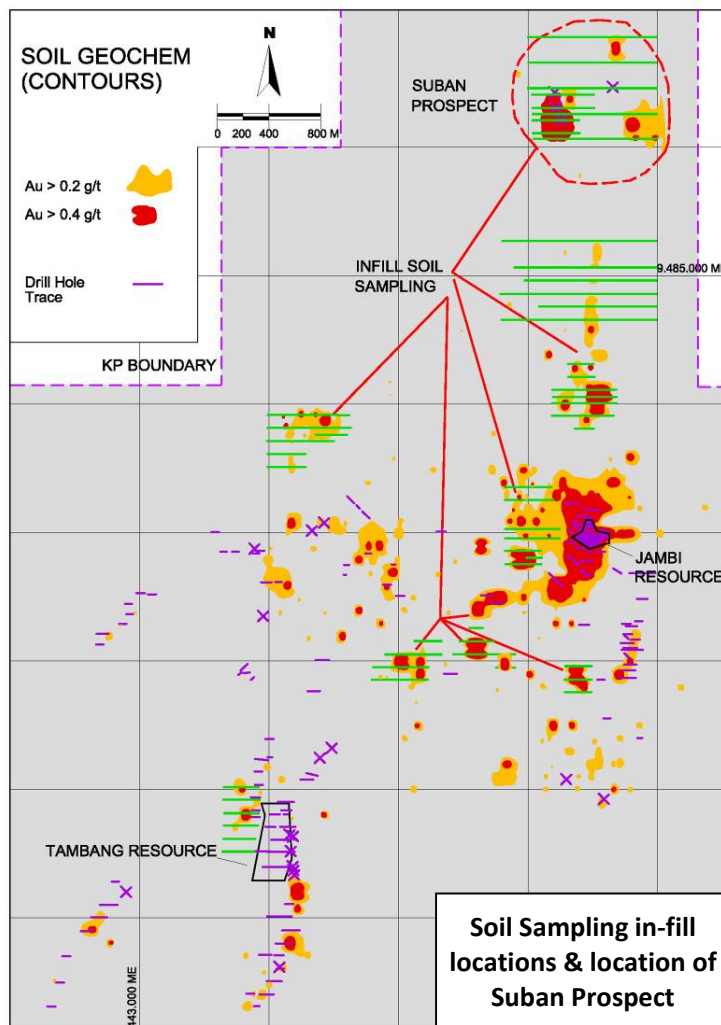 SOIL GEOCHEM
(CONTOURS)
N
0 200 400 800 M
Au > 0.2 g/t
Au > 0.4 g/t
Drill Hole
Trace
SUBAN
PROSPECT
INFILL SOIL
SAMPLING
9.485.000 M
KP BOUNDARY
JAMBI
RESOURCE
TAMBANG RESOURCE
443.000 ME
Soil Sampling in-fill
locations & location of
Suban Prospect